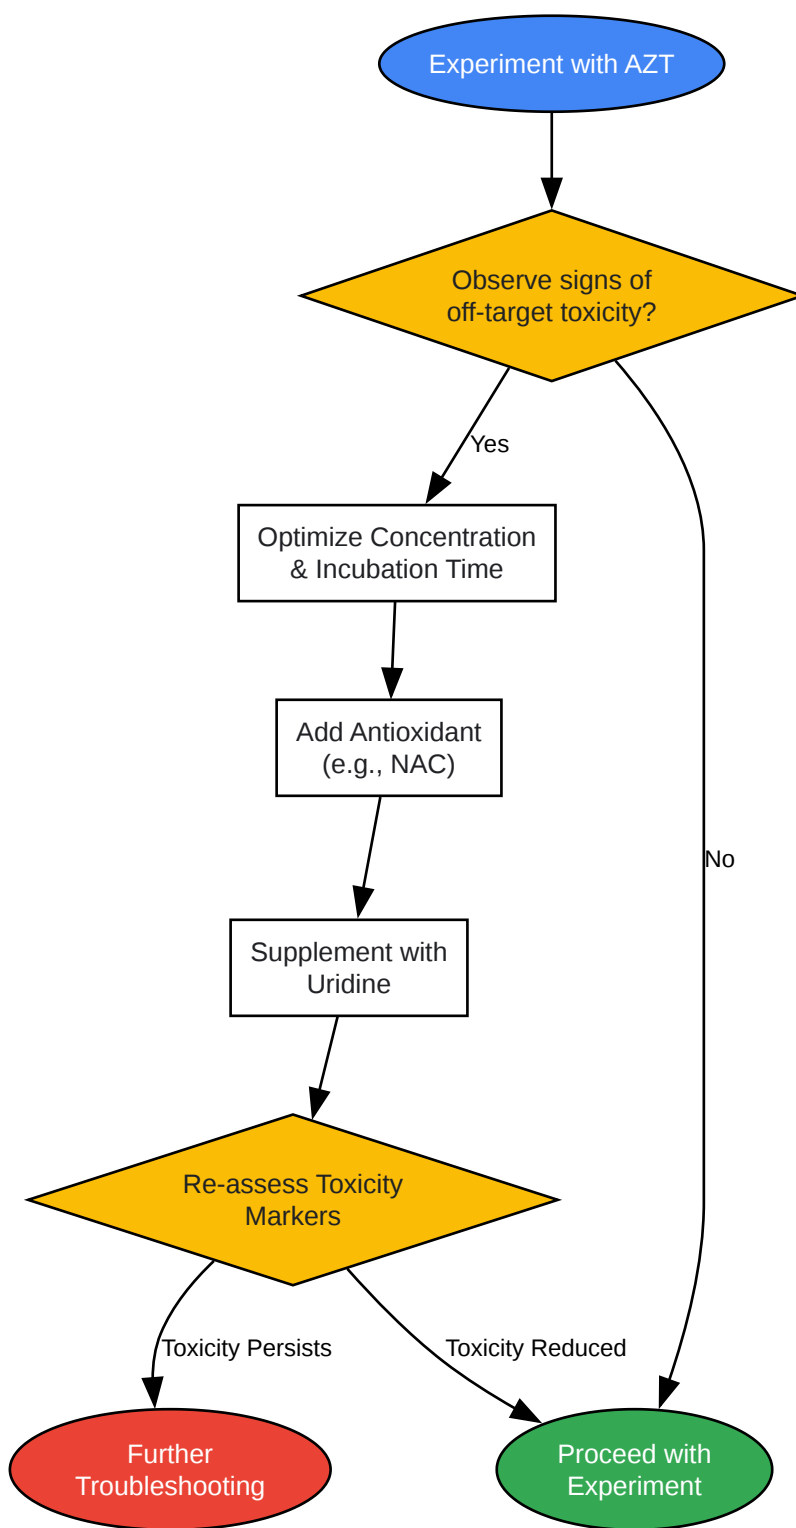 Experiment with AZT
Observe signs of
off-target toxicity?
Yes
Optimize Concentration
& Incubation Time
Add Antioxidant
(e.g., NAC)
No
Supplement with
Uridine
Re-assess Toxicity
Markers
Toxicity Persists
Toxicity Reduced
Further
Troubleshooting
Proceed with
Experiment